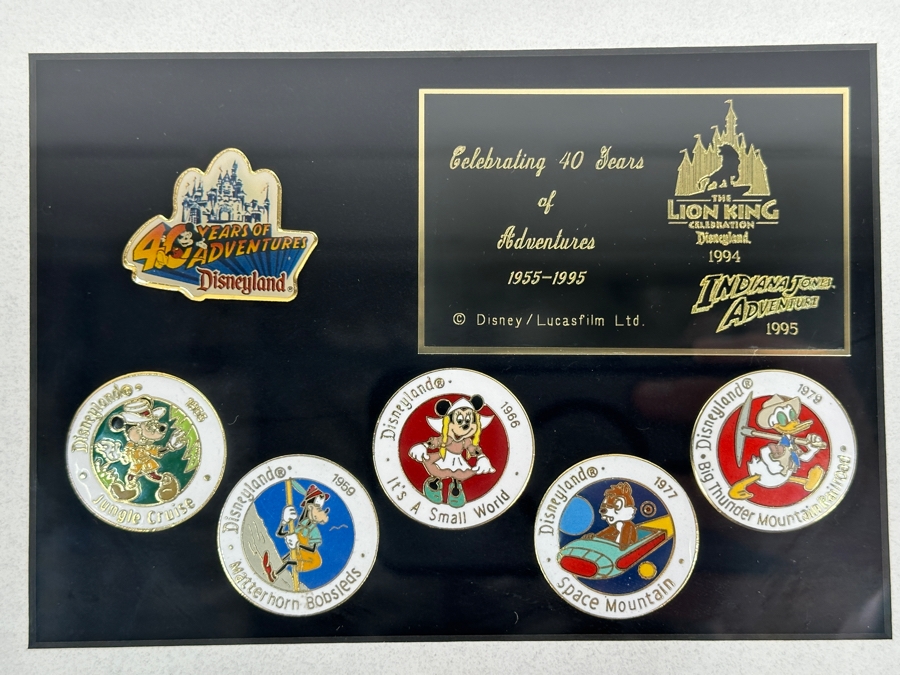 40 YEARS OF
ADVENTURES
Disneyland®
Celebrating 40 Years
of
Adventures
1955-1995
© Disney/Lucasfilm Ltd.
THE
LION KING
CELEBRATION
Disneyland.
1994
INDIANA JONES
ADVENTURE
1995
Disneyland®
Jungle Cruise
Disneyland® · 1959
Matterhorn Bobsleds
Disneyland® · 1966
It's A Small World
Disneyland® · 1977
Space Mountain
©
Disneyland® 1979
Big Thunder Mountain Railroad